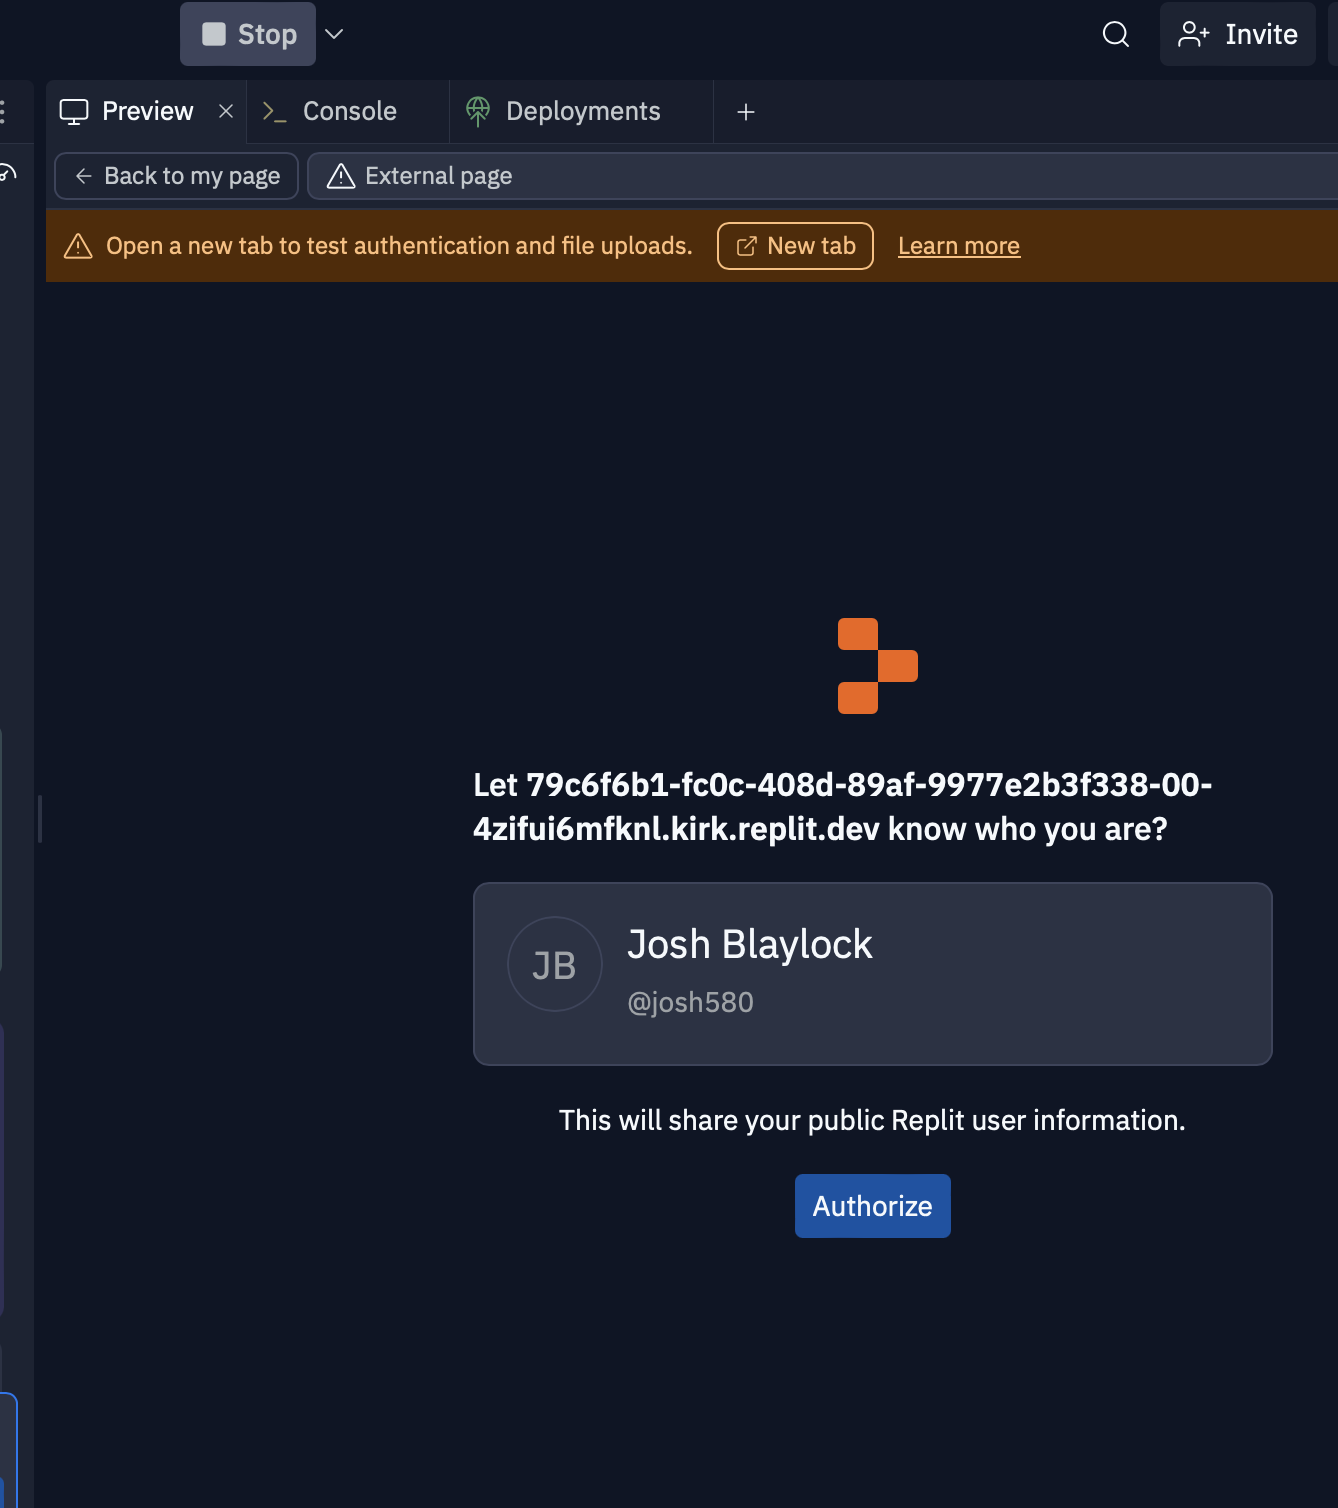 Stop
Invite
Preview
Console
Deployments
Back to my page
External page
Open a new tab to test authentication and file uploads.
New tab
Learn more
Let 79c6f6b1-fc0c-408d-89af-9977e2b3f338-00-
4zifui6mfknl.kirk.replit.dev know who you are?
JB
Josh Blaylock
@josh580
This will share your public Replit user information.
Authorize